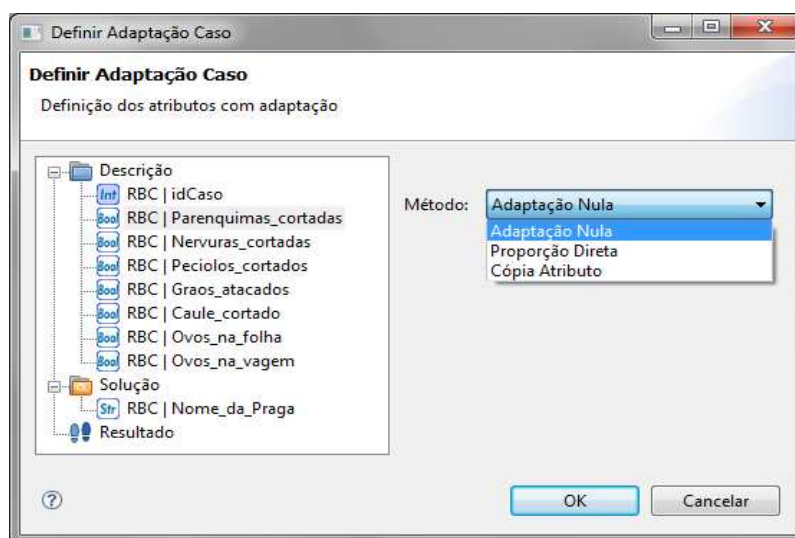 Definir Adaptação Caso
Definir Adaptação Caso
Definição dos atributos com adaptação
Descrição
Int RBC | idCaso
Bool RBC | Parenquimas_cortadas
Bool RBC | Nervuras_cortadas
Bool RBC | Peciolos_cortados
Bool RBC | Graos_atacados
Bool RBC | Caule_cortado
Bool RBC | Ovos_na_folha
Bool RBC | Ovos_na_vagem
Solução
Str RBC | Nome_da_Praga
Resultado
Método: Adaptação Nula
Adaptação Nula
Proporção Direta
Cópia Atributo
? OK Cancelar